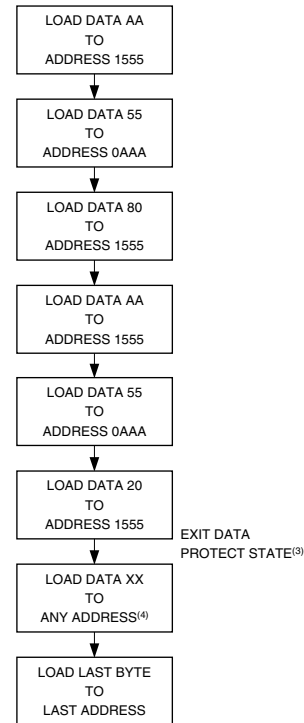 LOAD DATA AA
TO
ADDRESS 1555
LOAD DATA 55
TO
ADDRESS 0AAA
LOAD DATA 80
TO
ADDRESS 1555
LOAD DATA AA
TO
ADDRESS 1555
LOAD DATA 55
TO
ADDRESS 0AAA
LOAD DATA 20
TO
ADDRESS 1555
EXIT DATA
PROTECT STATE(3)
LOAD DATA XX
TO
ANY ADDRESS(4)
LOAD LAST BYTE
TO
LAST ADDRESS